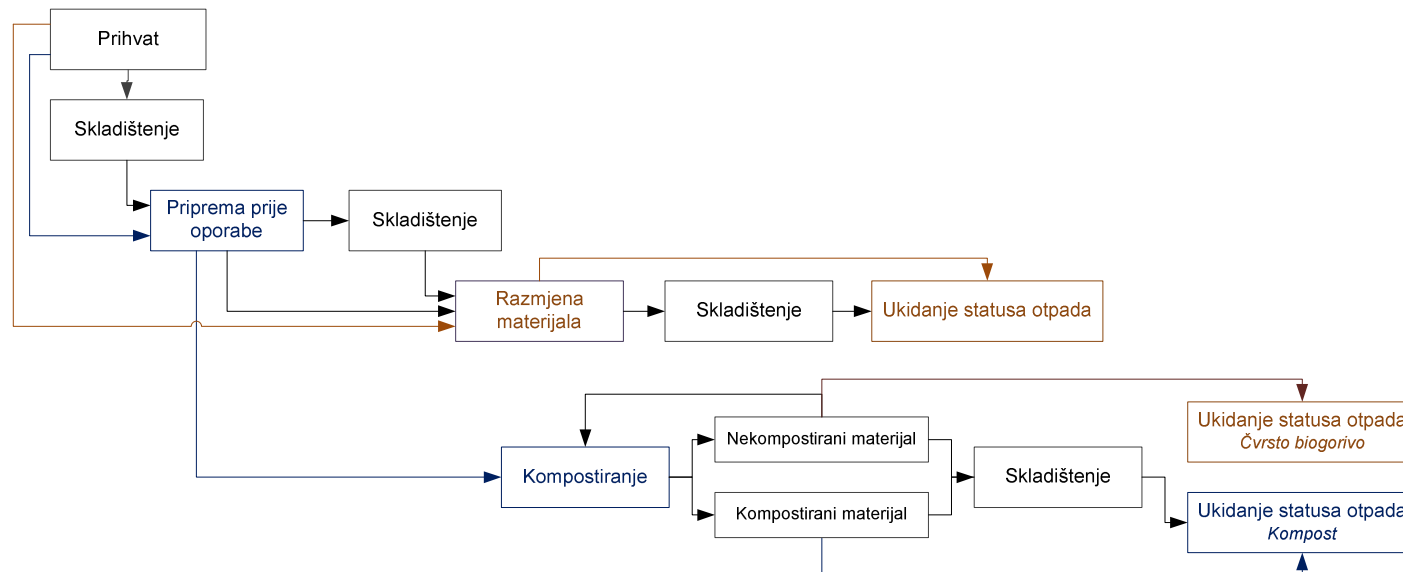 Prihvat
Skladištenje
Priprema prije
oporabe
Skladištenje
Razmjena
materijala
Skladištenje
Ukidanje statusa otpada
Kompostiranje
Nekompostirani materijal
Kompostirani materijal
Skladištenje
Ukidanje statusa otpada
Čvrsto biogorivo
Ukidanje statusa otpada
Kompost